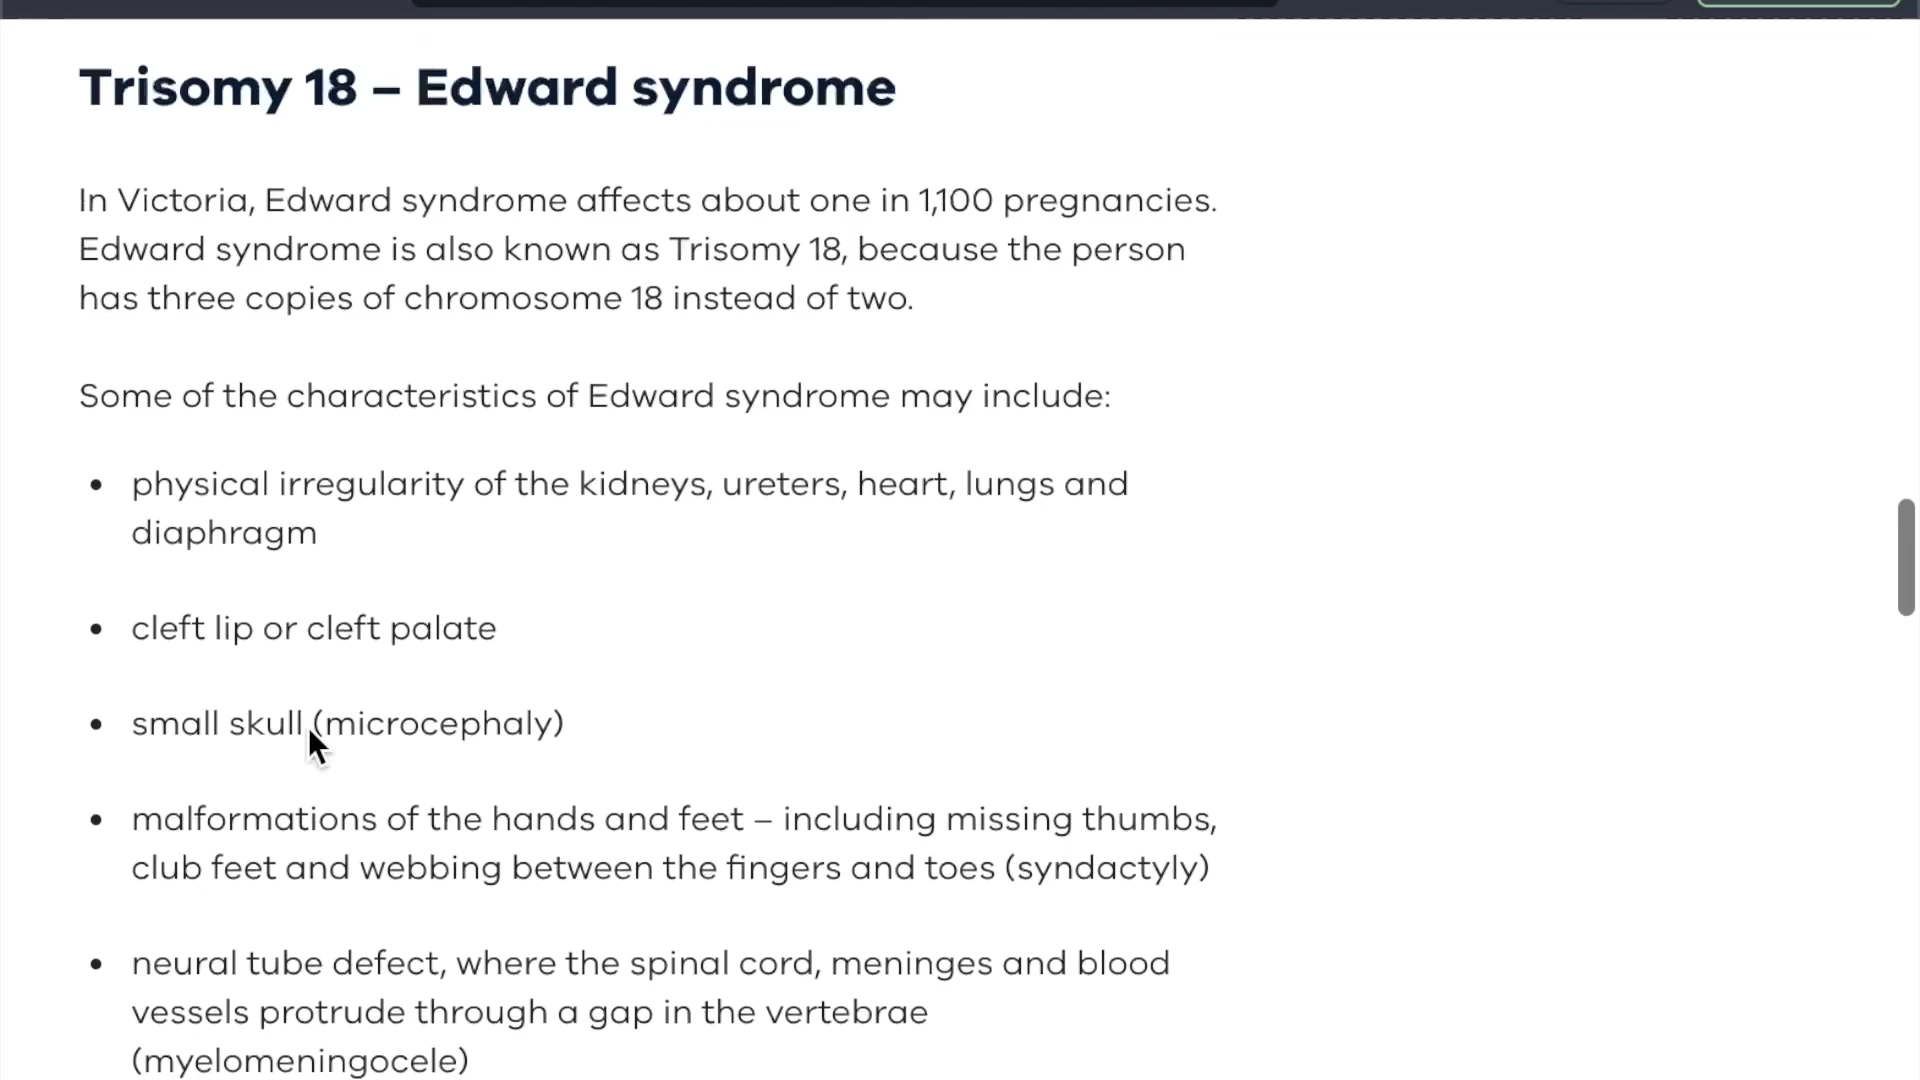 Trisomy 18 – Edward syndrome
In Victoria, Edward syndrome affects about one in 1,100 pregnancies.
Edward syndrome is also known as Trisomy 18, because the person
has three copies of chromosome 18 instead of two.
Some of the characteristics of Edward syndrome may include:
• physical irregularity of the kidneys, ureters, heart, lungs and
diaphragm
• cleft lip or cleft palate
• small skull (microcephaly)
• malformations of the hands and feet – including missing thumbs,
club feet and webbing between the fingers and toes (syndactyly)
• neural tube defect, where the spinal cord, meninges and blood
vessels protrude through a gap in the vertebrae
(myelomeningocele)